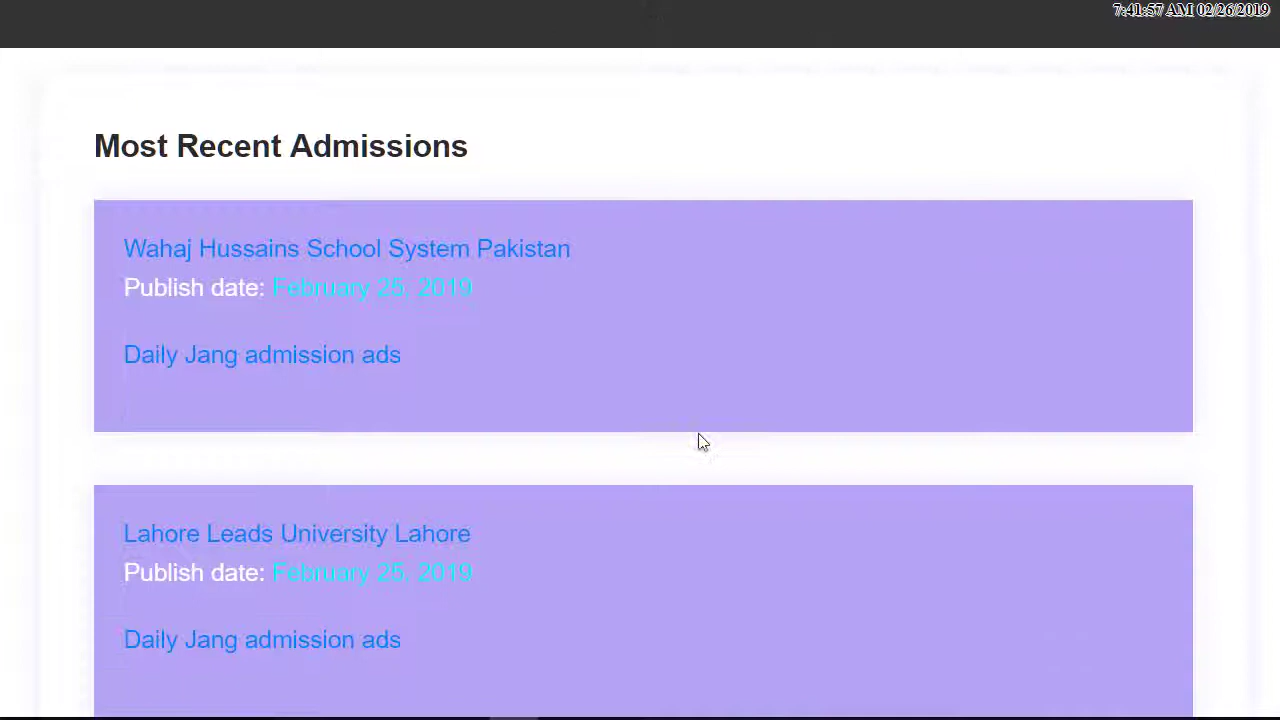 7:41:57 AM 02/26/2019
Most Recent Admissions
Wahaj Hussains School System Pakistan
Publish date: February 25, 2019
Daily Jang admission ads
Lahore Leads University Lahore
Publish date: February 25, 2019
Daily Jang admission ads